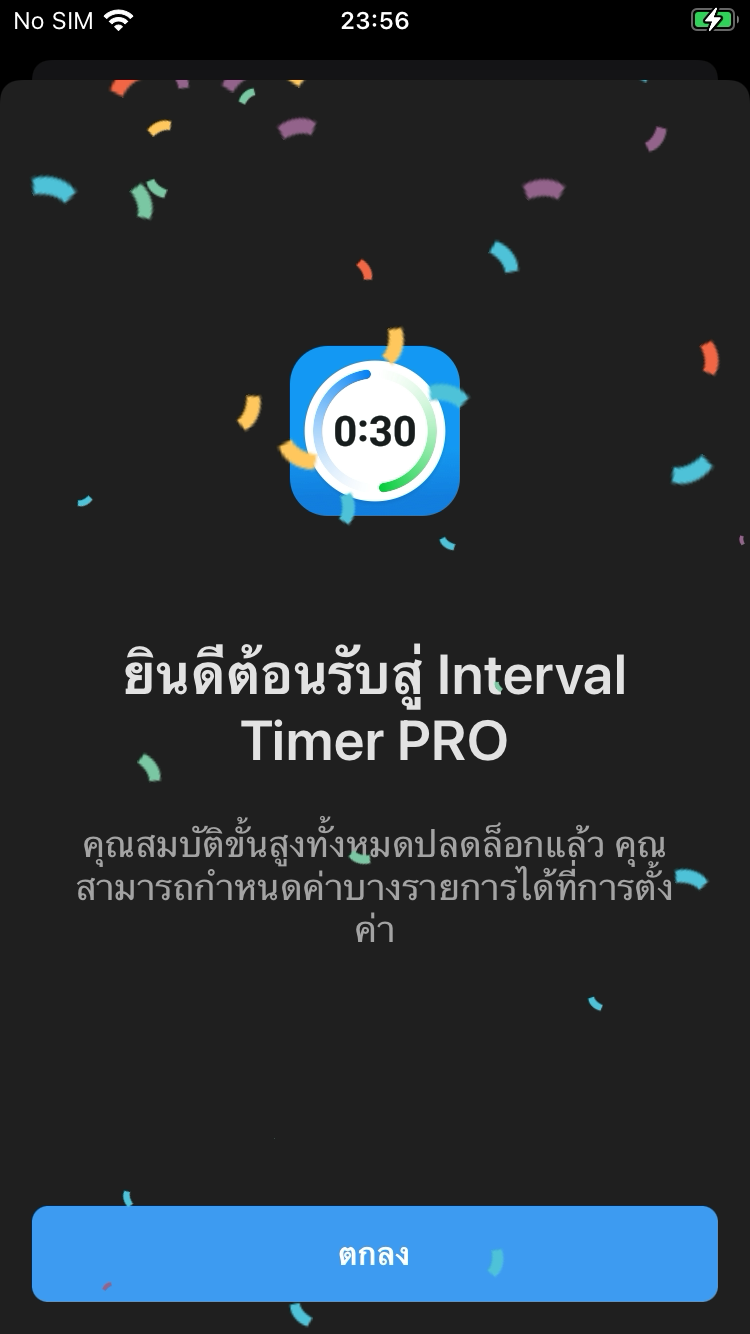 No SIM 23:56
0:30
ยินดีต้อนรับสู่ Interval
Timer PRO
คุณสมบัติขั้นสูงทั้งหมดปลดล็อกแล้ว คุณ
สามารถกำหนดค่าบางรายการได้ที่การตั้ง
ค่า
ตกลง